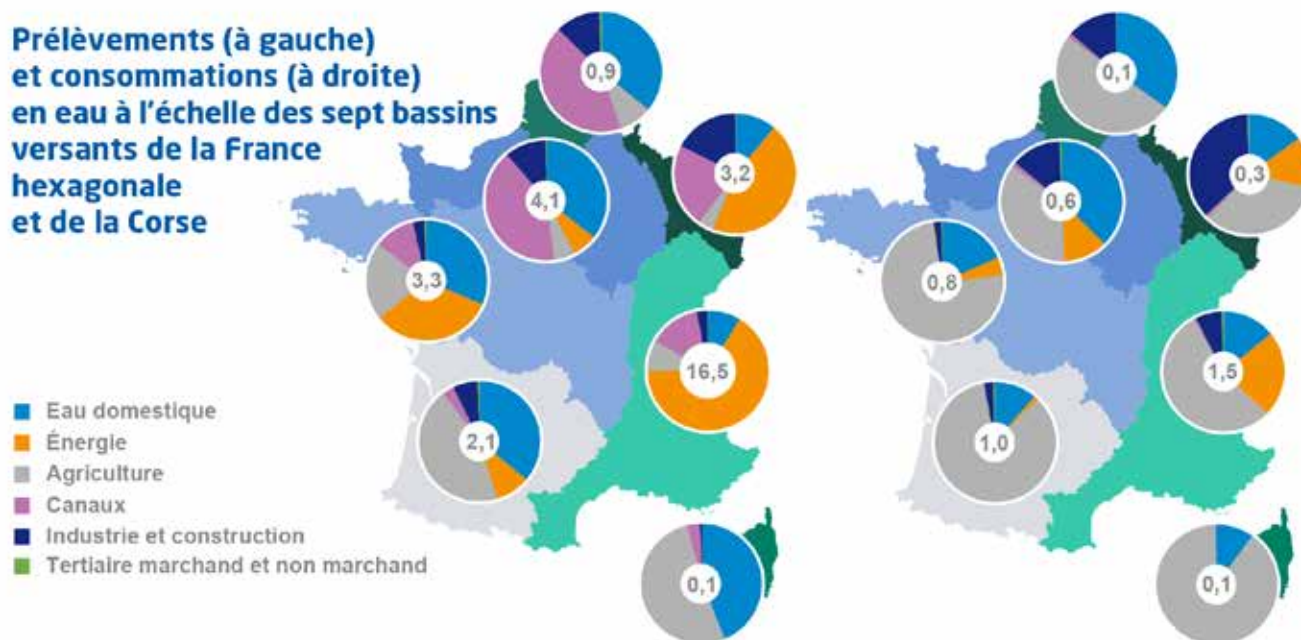 Prélèvements (à gauche)
et consommations (à droite)
en eau à l'échelle des sept bassins
versants de la France
hexagonale
et de la Corse
0,9
4,1
3,2
3,3
16,5
2,1
0,1
0,1
0,6
0,3
0,8
1,5
1,0
0,1
Eau domestique
Énergie
Agriculture
Canaux
Industrie et construction
Tertiaire marchand et non marchand